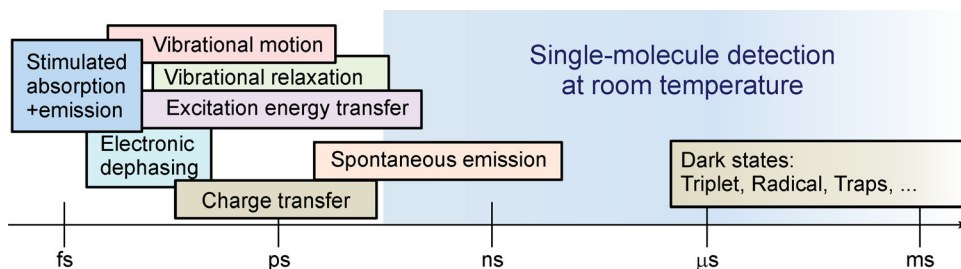 Vibrational motion
Stimulated
absorption
+emission
Vibrational relaxation
Excitation energy transfer
Electronic
dephasing
Charge transfer
Spontaneous emission
Single-molecule detection
at room temperature
Dark states:
Triplet, Radical, Traps, ...
fs
ps
ns
μs
ms